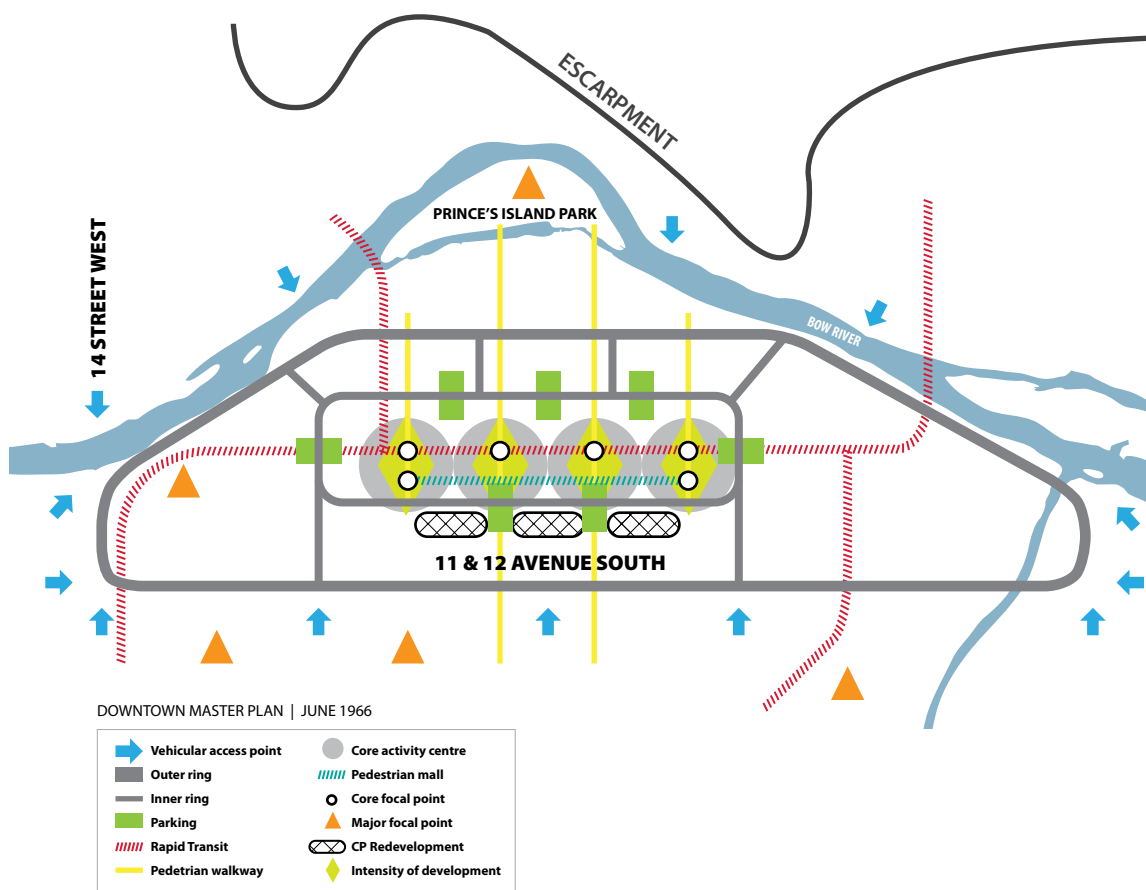 ESCARPMENT
PRINCE'S ISLAND PARK
14 STREET WEST
BOW RIVER
11 & 12 AVENUE SOUTH
DOWNTOWN MASTER PLAN | JUNE 1966
Vehicular access point
Outer ring
Inner ring
Parking
Rapid Transit
Pedetrian walkway
Core activity centre
Pedestrian mall
Core focal point
Major focal point
CP Redevelopment
Intensity of development